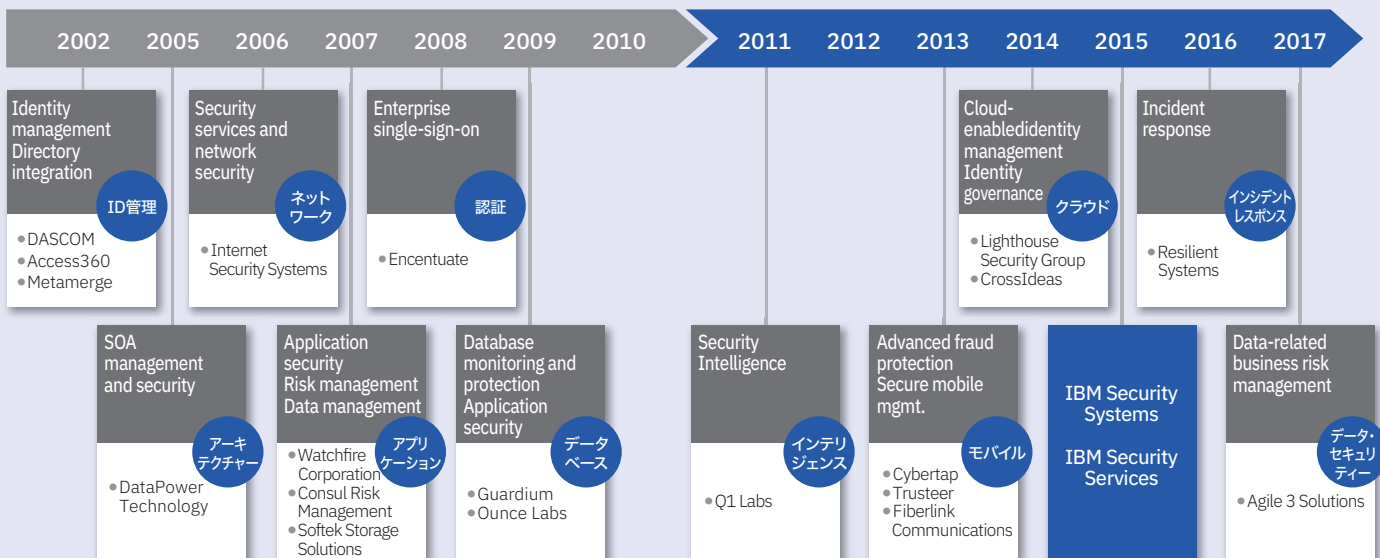 2002 2005 2006 2007 2008 2009 2010 2011 2012 2013 2014 2015 2016 2017
Identity
management
Directory
integration
ID管理
•DASCOM
•Access360
•Metamerge
Security
services and
network
security
ネット
ワーク
•Internet
Security Systems
Enterprise
single-sign-on
認証
•Encentuate
Cloud-
enabledidentity
management
Identity
governance
クラウド
•Lighthouse
Security Group
•CrossIdeas
Incident
response
インシデント
レスポンス
•Resilient
Systems
SOA
management
and security
アーキ
テクチャー
•DataPower
Technology
Application
security
Risk management
Data management
アプリ
ケーション
•Watchfire
Corporation
•Consul Risk
Management
•Softek Storage
Solutions
Database
monitoring and
protection
Application
security
データ
ベース
•Guardium
•Ounce Labs
Security
Intelligence
インテリ
ジェンス
•Q1 Labs
Advanced fraud
protection
Secure mobile
mgmt.
モバイル
•Cybertap
•Trusteer
•Fiberlink
Communications
IBM Security
Systems
IBM Security
Services
Data-related
business risk
management
データ・
セキュリ
ティー
•Agile 3 Solutions